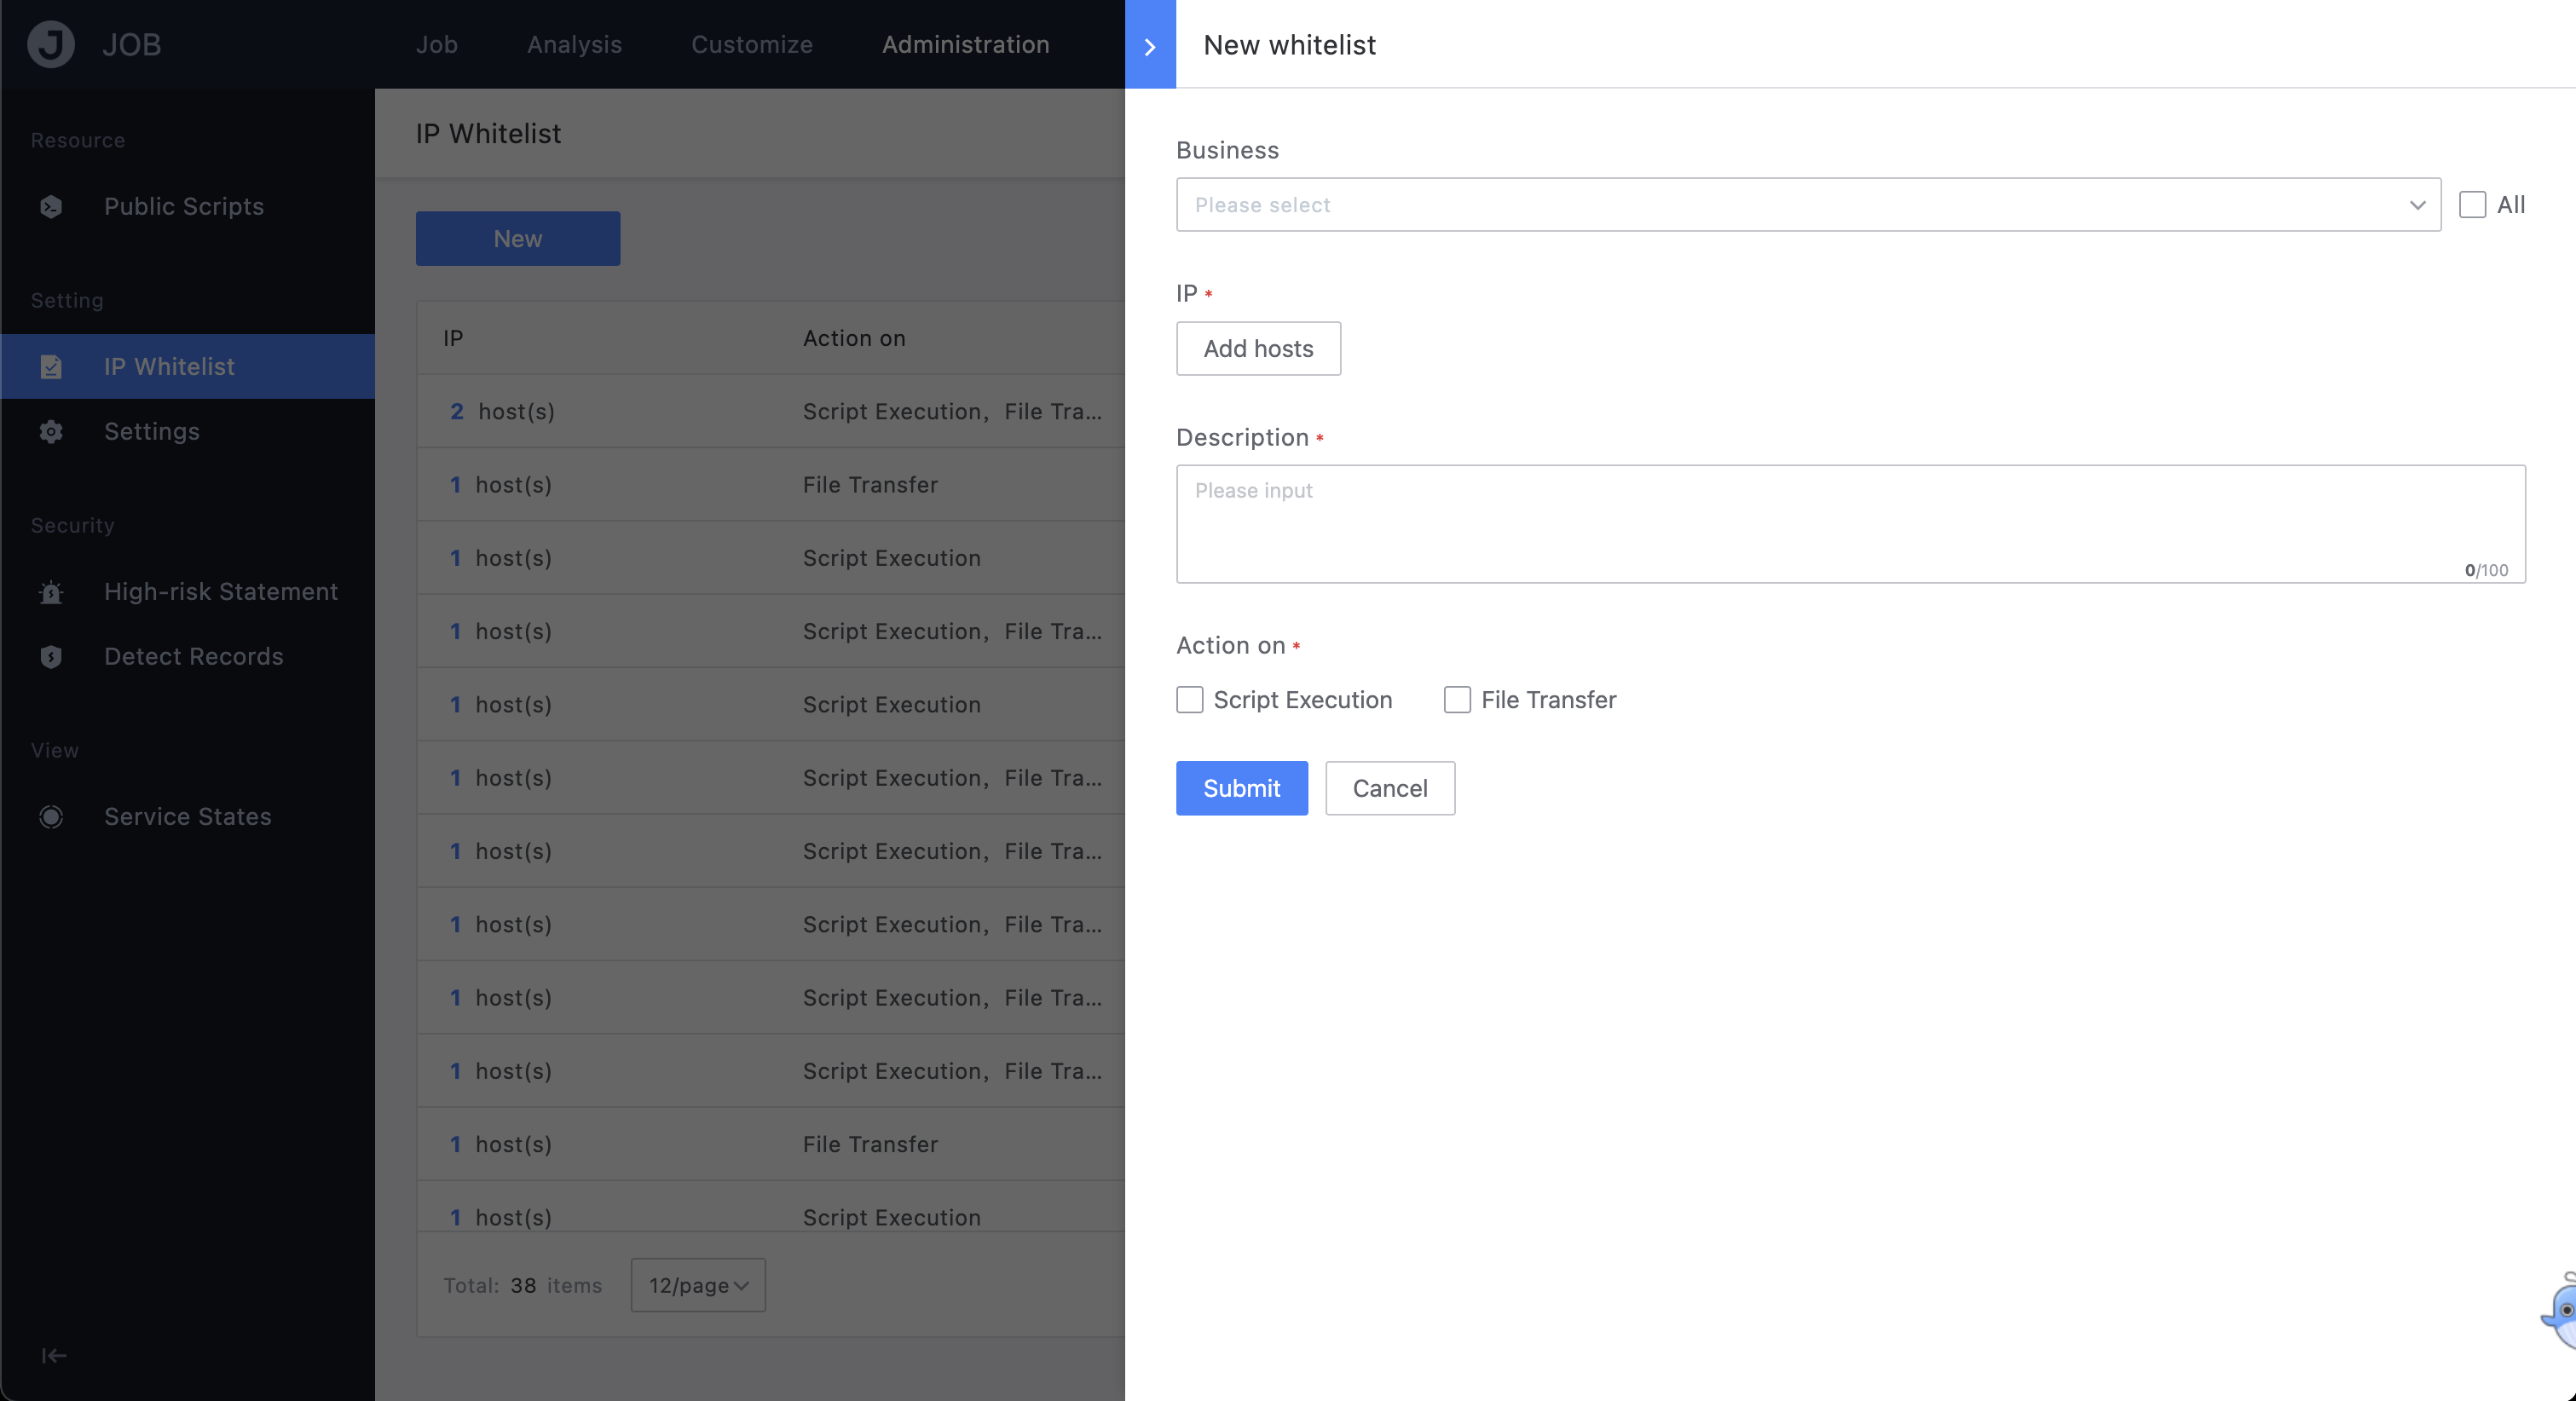 J JOB
Job Analysis Customize Administration
Resource
Public Scripts
Setting
IP Whitelist
Settings
Security
High-risk Statement
Detect Records
View
Service States
IP Whitelist
New
IP Action on
2 host(s) Script Execution, File Tra...
1 host(s) File Transfer
1 host(s) Script Execution
1 host(s) Script Execution, File Tra...
1 host(s) Script Execution
1 host(s) Script Execution, File Tra...
1 host(s) Script Execution, File Tra...
1 host(s) Script Execution, File Tra...
1 host(s) Script Execution, File Tra...
1 host(s) Script Execution, File Tra...
1 host(s) File Transfer
1 host(s) Script Execution
Total: 38 items 12/page
New whitelist
Business
Please select All
IP *
Add hosts
Description *
Please input
0/100
Action on *
Script Execution File Transfer
Submit Cancel